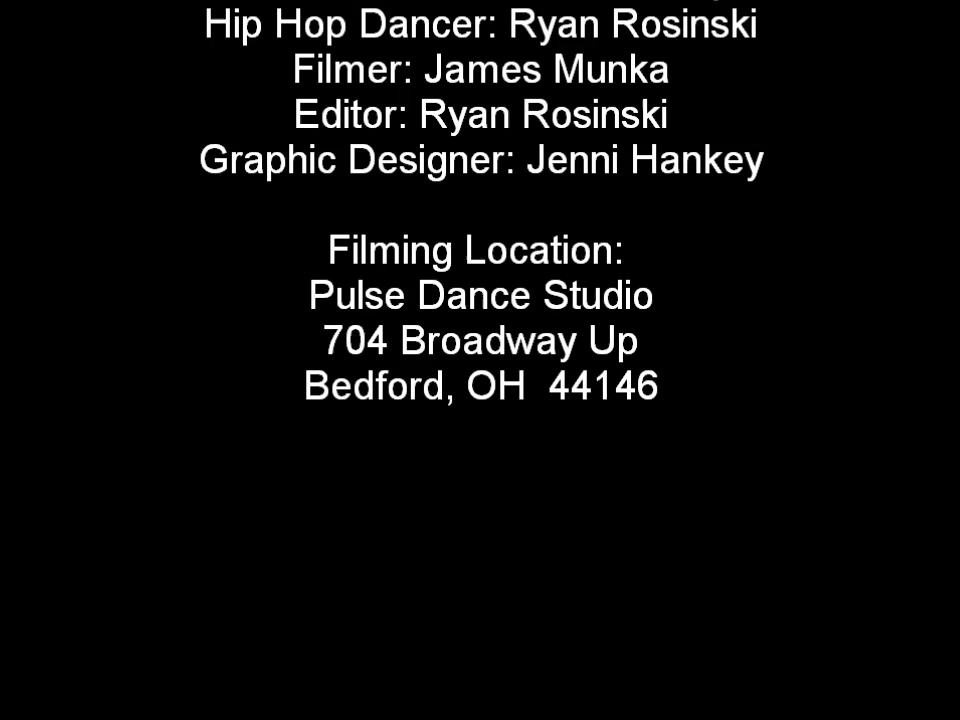 Hip Hop Dancer: Ryan Rosinski
Filmer: James Munka
Editor: Ryan Rosinski
Graphic Designer: Jenni Hankey
Filming Location:
Pulse Dance Studio
704 Broadway Up
Bedford, OH  44146